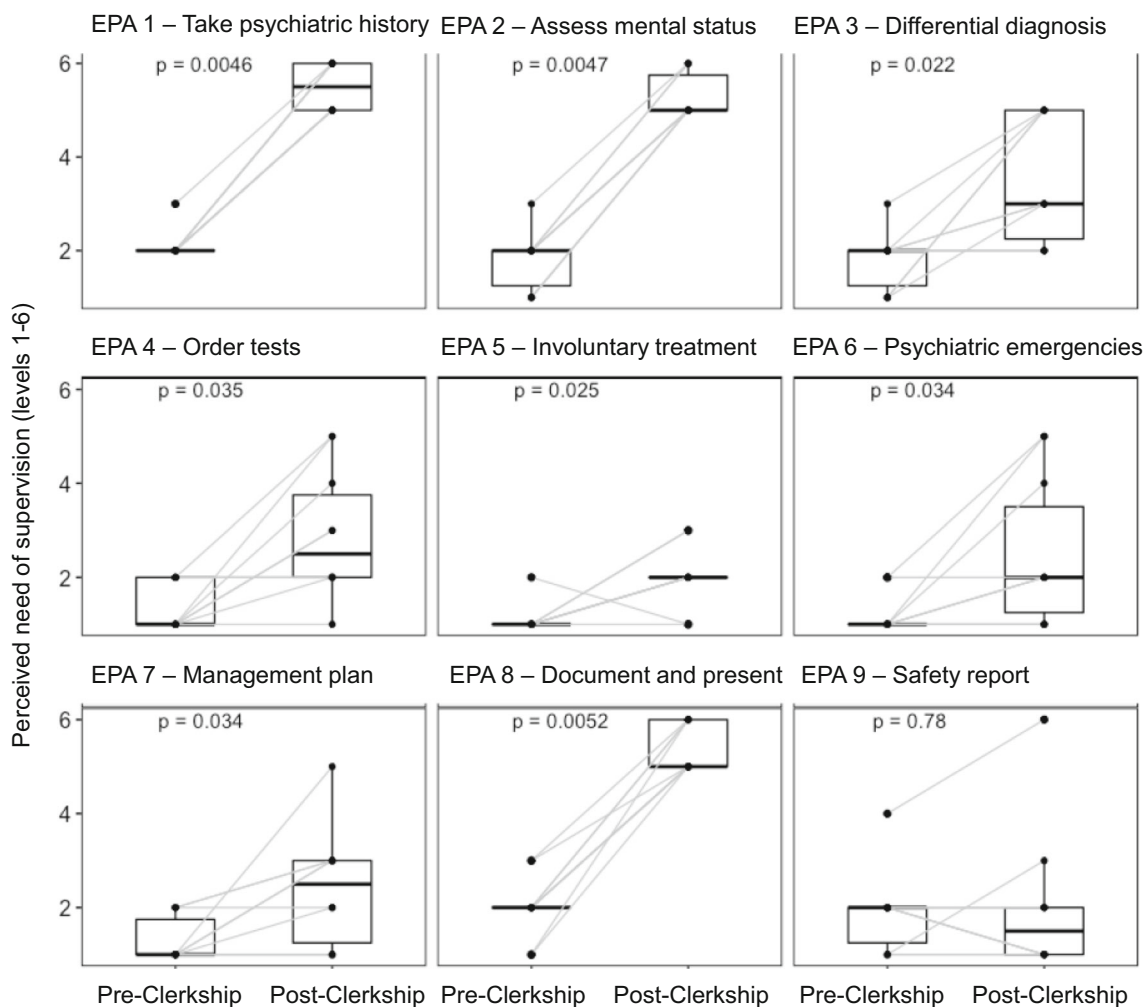 EPA 1 – Take psychiatric history EPA 2 – Assess mental status EPA 3 – Differential diagnosis
6 p = 0.0046 p = 0.0047 p = 0.022
4
2
EPA 4 – Order tests EPA 5 – Involuntary treatment EPA 6 – Psychiatric emergencies
6 p = 0.035 p = 0.025 p = 0.034
4
2
Perceived need of supervision (levels 1-6)
EPA 7 – Management plan EPA 8 – Document and present EPA 9 – Safety report
6 p = 0.034 p = 0.0052 p = 0.78
4
2
Pre-Clerkship Post-Clerkship Pre-Clerkship Post-Clerkship Pre-Clerkship Post-Clerkship